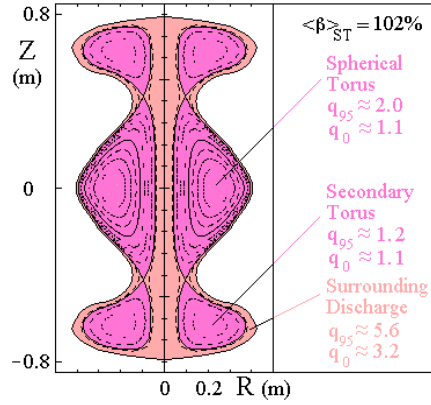 0.8
Z
(m)
0
−0.8
0 0.2 R (m)
<β>ST = 102%
Spherical
Torus
q95 ≈ 2.0
q0 ≈ 1.1
Secondary
Torus
q95 ≈ 1.2
q0 ≈ 1.1
Surrounding
Discharge
q95 ≈ 5.6
q0 ≈ 3.2